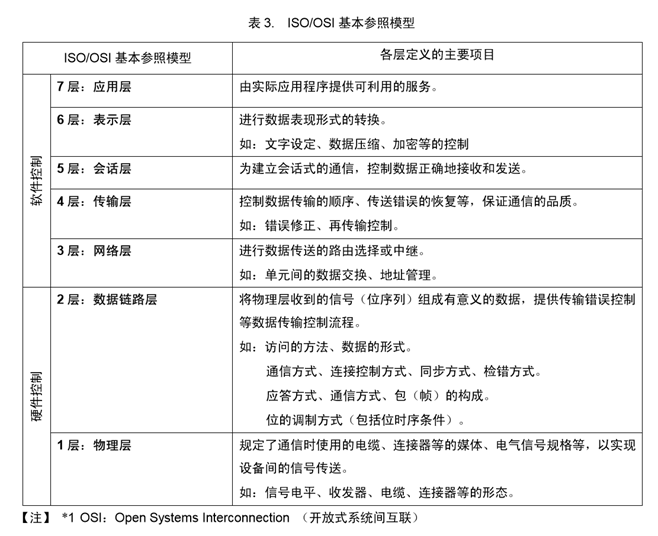 表 3. ISO/OSI 基本参照模型
ISO/OSI 基本参照模型
各层定义的主要项目
软件控制
7 层：应用层
由实际应用程序提供可利用的服务。
6 层：表示层
进行数据表现形式的转换。
如：文字设定、数据压缩、加密等的控制
5 层：会话层
为建立会话式的通信，控制数据正确地接收和发送。
4 层：传输层
控制数据传输的顺序、传送错误的恢复等，保证通信的品质。
如：错误修正、再传输控制。
3 层：网络层
进行数据传送的路由选择或中继。
如：单元间的数据交换、地址管理。
硬件控制
2 层：数据链路层
将物理层收到的信号（位序列）组成有意义的数据，提供传输错误控制
等数据传输控制流程。
如：访问的方法、数据的形式。
通信方式、连接控制方式、同步方式、检错方式。
应答方式、通信方式、包（帧）的构成。
位的调制方式（包括位时序条件）。
1 层：物理层
规定了通信时使用的电缆、连接器等的媒体、电气信号规格等，以实现
设备间的信号传送。
如：信号电平、收发器、电缆、连接器等的形态。
【注】 *1 OSI：Open Systems Interconnection （开放式系统间互联）